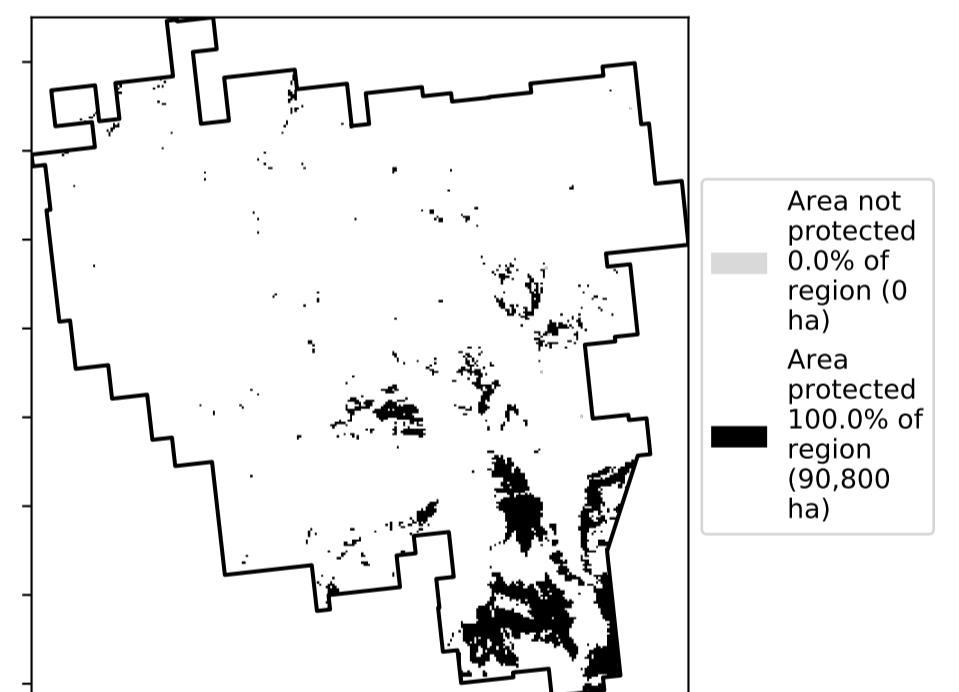 Area not
protected
0.0% of
region (0
ha)
Area
protected
100.0% of
region
(90,800
ha)